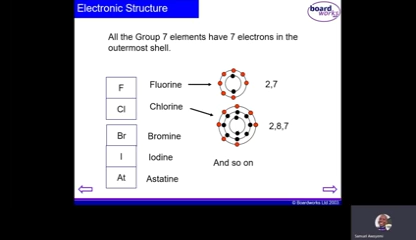 Electronic Structure
board
works
All the Group 7 elements have 7 electrons in the
outermost shell.
F
Fluorine
2,7
Cl
Chlorine
2,8,7
Br
Bromine
I
Iodine
And so on
At
Astatine
© Boardworks Ltd 2003